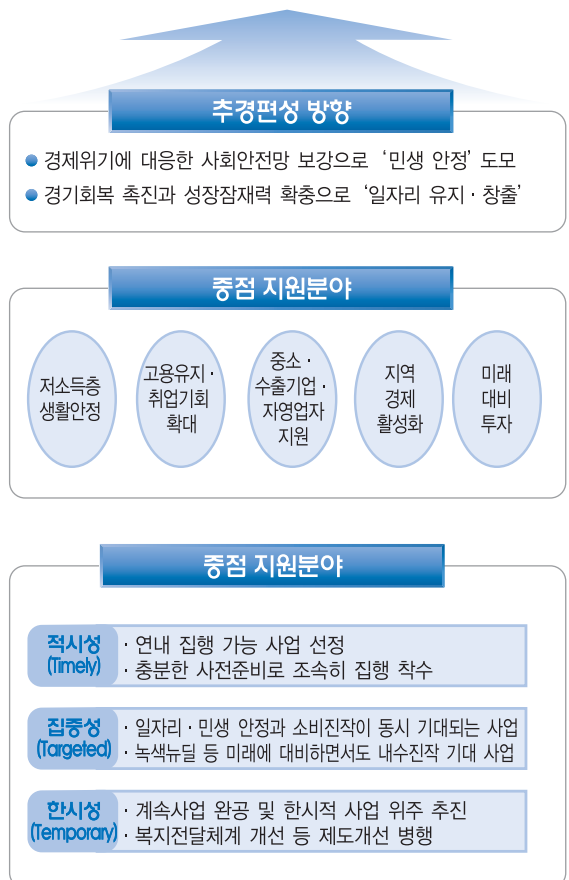 추경편성 방향
경제위기에 대응한 사회안전망 보강으로 ‘민생 안정’ 도모
경기회복 촉진과 성장잠재력 확충으로 ‘일자리 유지·창출’
중점 지원분야
저소득층
생활안정
고용유지·
취업기회
확대
중소·
수출기업·
자영업자
지원
지역
경제
활성화
미래
대비
투자
중점 지원분야
적시성
(Timely)
· 연내 집행 가능 사업 선정
· 충분한 사전준비로 조속히 집행 착수
집중성
(Targeted)
· 일자리·민생 안정과 소비진작이 동시 기대되는 사업
· 녹색뉴딜 등 미래에 대비하면서도 내수진작 기대 사업
한시성
(Temporary)
· 계속사업 완공 및 한시적 사업 위주 추진
· 복지전달체계 개선 등 제도개선 병행